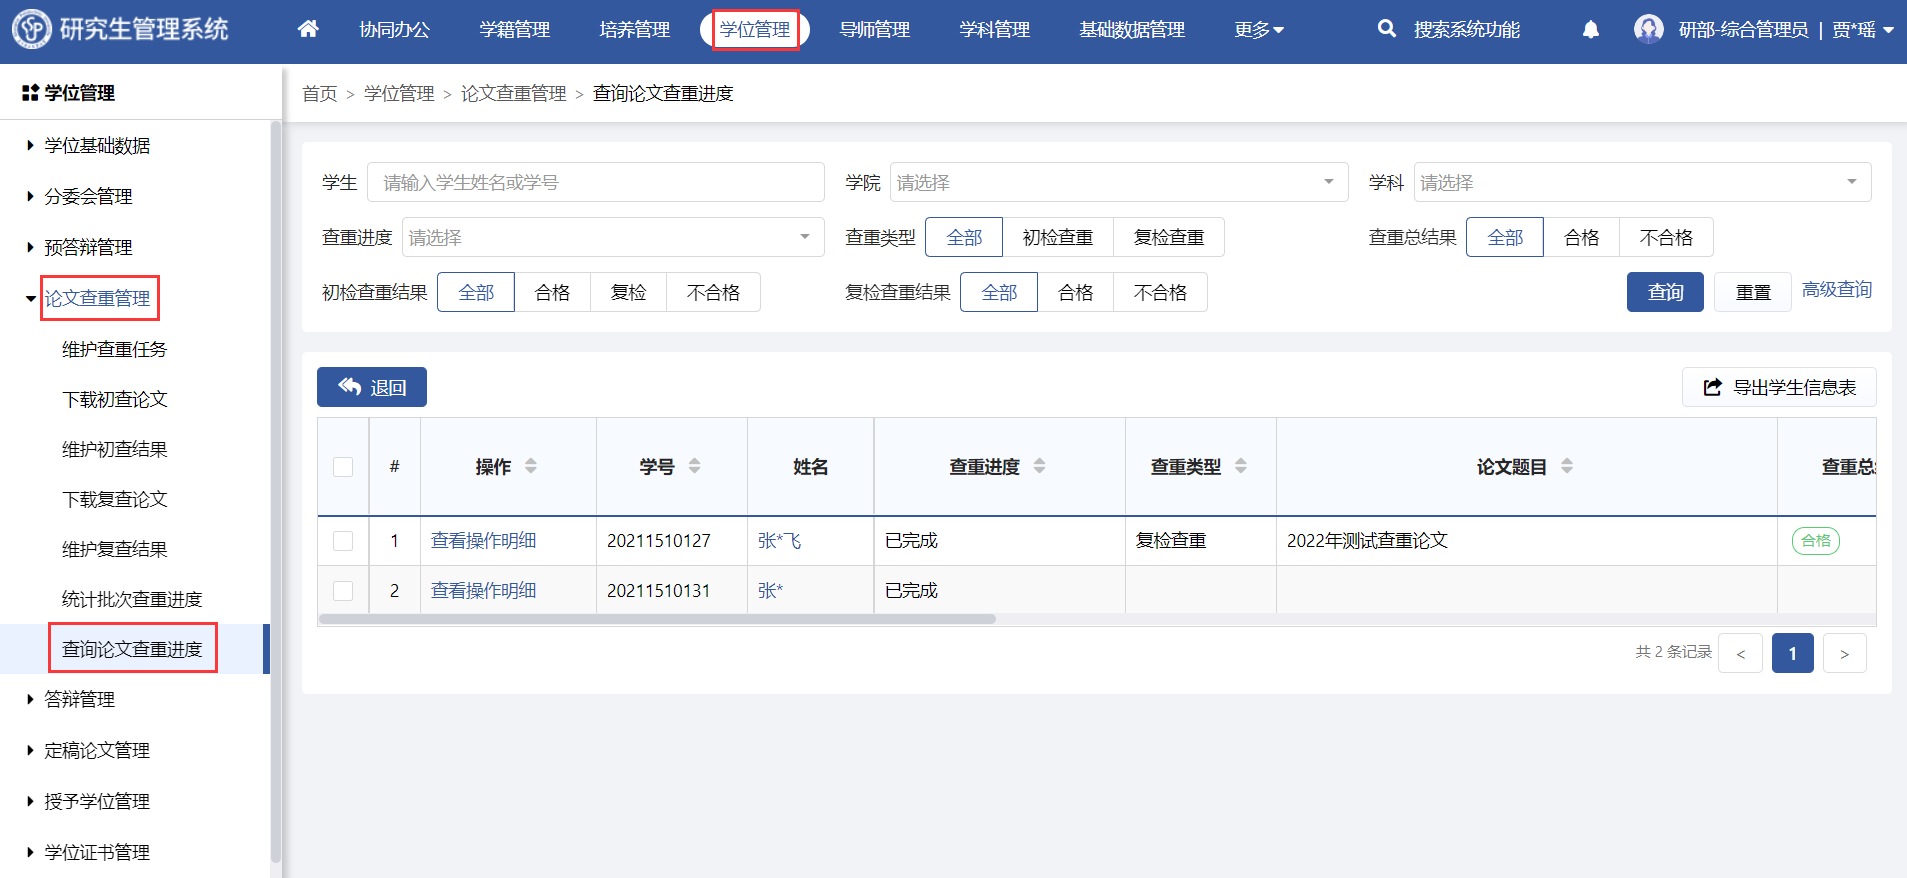 研究生管理系统
协同办公 学籍管理 培养管理 学位管理 导师管理 学科管理 基础数据管理 更多
搜索系统功能
研部-综合管理员 | 贾*瑶
学位管理
学位基础数据
分委会管理
预答辩管理
论文查重管理
维护查重任务
下载初查论文
维护初查结果
下载复查论文
维护复查结果
统计批次查重进度
查询论文查重进度
答辩管理
定稿论文管理
授予学位管理
学位证书管理
首页 > 学位管理 > 论文查重管理 > 查询论文查重进度
学生 请输入学生姓名或学号 学院 请选择 学科 请选择
查重进度 请选择 查重类型 全部 初检查重 复检查重 查重总结果 全部 合格 不合格
初检查重结果 全部 合格 复检 不合格 复检查重结果 全部 合格 不合格 查询 重置 高级查询
退回 导出学生信息表
# 操作 学号 姓名 查重进度 查重类型 论文题目 查重总
1 查看操作明细 20211510127 张*飞 已完成 复检查重 2022年测试查重论文 合格
2 查看操作明细 20211510131 张* 已完成
共 2 条记录 < 1 >